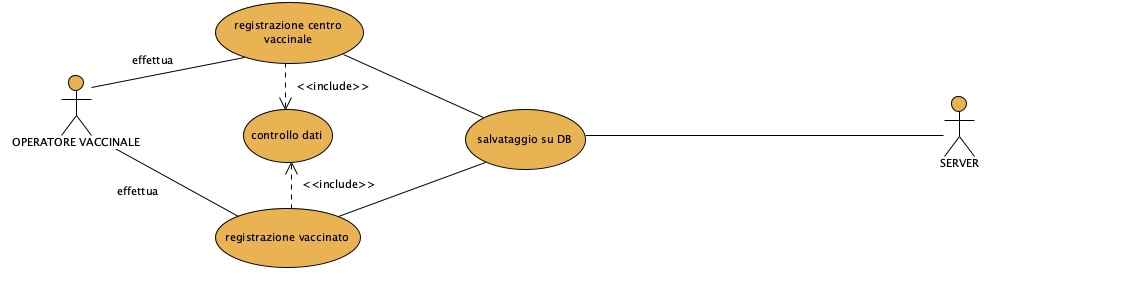 registrazione centro
vaccinale
effettua
<<include>>
controllo dati
OPERATORE VACCINALE
salvataggio su DB
SERVER
<<include>>
effettua
registrazione vaccinato